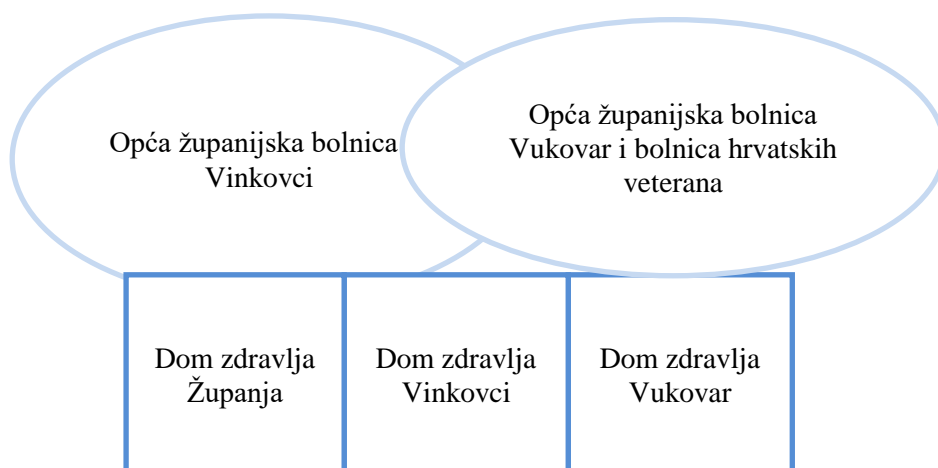 Opća županijska bolnica
Vinkovci
Opća županijska bolnica
Vukovar i bolnica hrvatskih
veterana
Dom zdravlja
Županja
Dom zdravlja
Vinkovci
Dom zdravlja
Vukovar